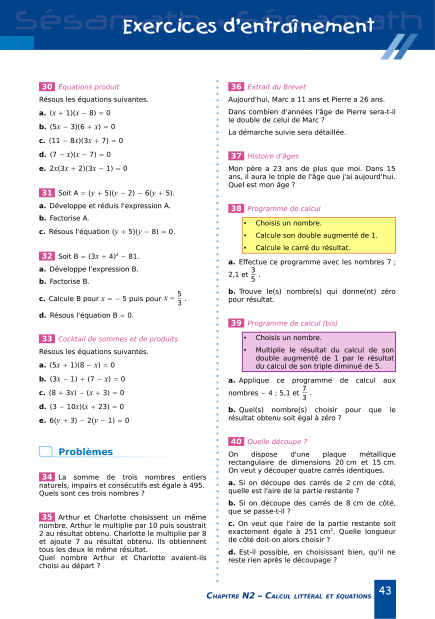 Sésamath Sésamath
Exercices d'entraînement
30 Équations produit
Résous les équations suivantes.
a. (x + 1)(x − 8) = 0
b. (5x − 3)(6 + x) = 0
c. (11 − 8x)(3x + 7) = 0
d. (7 − x)(x − 7) = 0
e. 2x(3x + 2)(3x − 1) = 0
31 Soit A = (y + 5)(y − 2) − 6(y + 5).
a. Développe et réduis l'expression A.
b. Factorise A.
c. Résous l'équation (y + 5)(y − 8) = 0.
32 Soit B = (3x + 4)² − 81.
a. Développe l'expression B.
b. Factorise B.
c. Calcule B pour x = − 5 puis pour x = 5/3 .
d. Résous l'équation B = 0.
33 Cocktail de sommes et de produits
Résous les équations suivantes.
a. (5x + 1)(8 − x) = 0
b. (3x − 1) + (7 − x) = 0
c. (8 + 3x) − (x + 3) = 0
d. (3 − 10x)(x + 23) = 0
e. 6(y + 3) − 2(y − 1) = 0
Problèmes
34 La somme de trois nombres entiers
naturels, impairs et consécutifs est égale à 495.
Quels sont ces trois nombres ?
35 Arthur et Charlotte choisissent un même
nombre. Arthur le multiplie par 10 puis soustrait
2 au résultat obtenu. Charlotte le multiplie par 8
et ajoute 7 au résultat obtenu. Ils obtiennent
tous les deux le même résultat.
Quel nombre Arthur et Charlotte avaient-ils
choisi au départ ?
36 Extrait du Brevet
Aujourd'hui, Marc a 11 ans et Pierre a 26 ans.
Dans combien d'années l'âge de Pierre sera-t-il
le double de celui de Marc ?
La démarche suivie sera détaillée.
37 Histoire d'âges
Mon père a 23 ans de plus que moi. Dans 15
ans, il aura le triple de l'âge que j'ai aujourd'hui.
Quel est mon âge ?
38 Programme de calcul
• Choisis un nombre.
• Calcule son double augmenté de 1.
• Calcule le carré du résultat.
a. Effectue ce programme avec les nombres 7 ;
2,1 et 3/5 .
b. Trouve le(s) nombre(s) qui donne(nt) zéro
pour résultat.
39 Programme de calcul (bis)
• Choisis un nombre.
• Multiplie le résultat du calcul de son
double augmenté de 1 par le résultat
du calcul de son triple diminué de 5.
a. Applique ce programme de calcul aux
nombres − 4 ; 5,1 et 7/3 .
b. Quel(s) nombre(s) choisir pour que le
résultat obtenu soit égal à zéro ?
40 Quelle découpe ?
On dispose d'une plaque métallique
rectangulaire de dimensions 20 cm et 15 cm.
On veut y découper quatre carrés identiques.
a. Si on découpe des carrés de 2 cm de côté,
quelle est l'aire de la partie restante ?
b. Si on découpe des carrés de 8 cm de côté,
que se passe-t-il ?
c. On veut que l'aire de la partie restante soit
exactement égale à 251 cm². Quelle longueur
de côté doit-on alors choisir ?
d. Est-il possible, en choisissant bien, qu'il ne
reste rien après le découpage ?
CHAPITRE N2 – CALCUL LITTÉRAL ET ÉQUATIONS 43